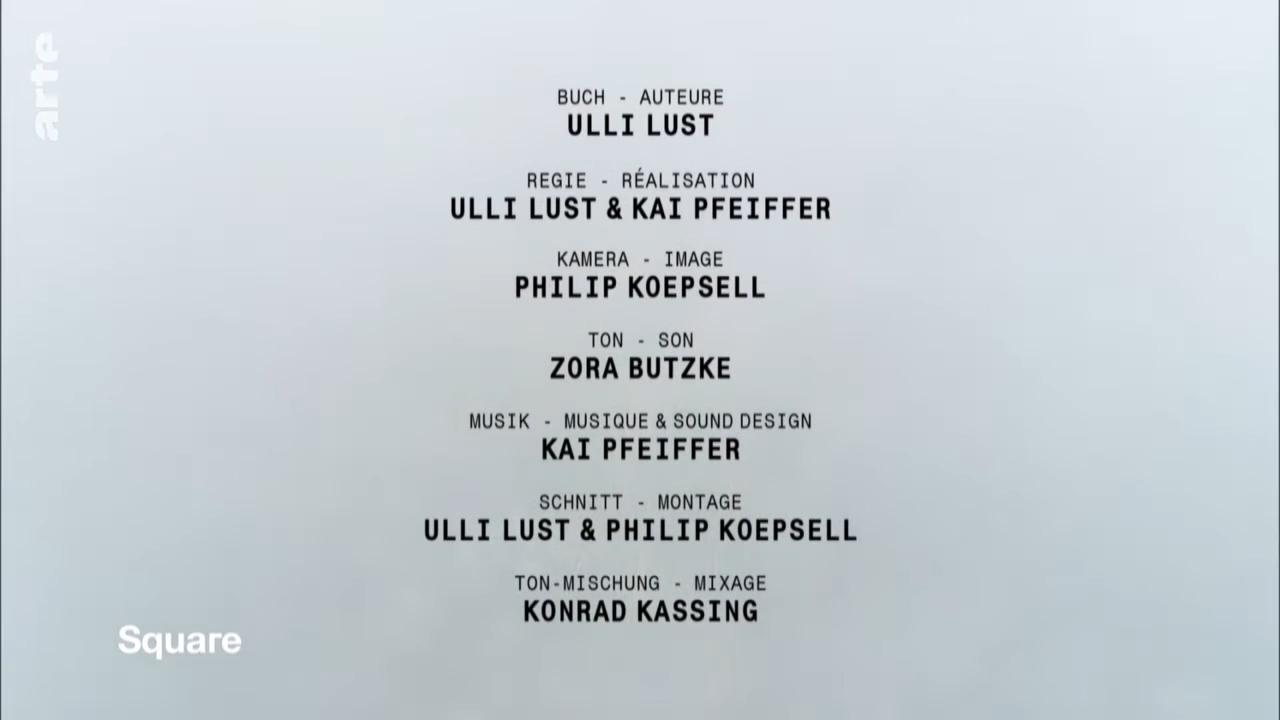 arte
BUCH - AUTEURE
ULLI LUST
REGIE - RÉALISATION
ULLI LUST & KAI PFEIFFER
KAMERA - IMAGE
PHILIP KOEPSELL
TON - SON
ZORA BUTZKE
MUSIK - MUSIQUE & SOUND DESIGN
KAI PFEIFFER
SCHNITT - MONTAGE
ULLI LUST & PHILIP KOEPSELL
TON-MISCHUNG - MIXAGE
KONRAD KASSING
Square